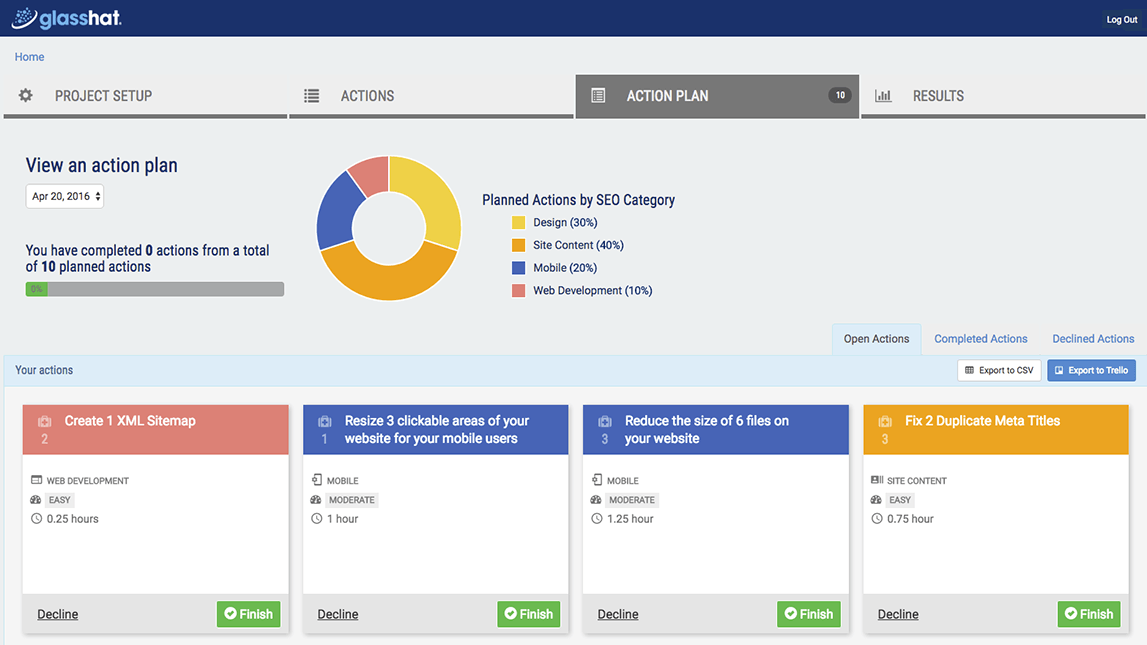 glasshat.
Log Out
Home
PROJECT SETUP
ACTIONS
ACTION PLAN
10
RESULTS
View an action plan
Apr 20, 2016
You have completed 0 actions from a total
of 10 planned actions
0%
Planned Actions by SEO Category
Design (30%)
Site Content (40%)
Mobile (20%)
Web Development (10%)
Open Actions
Completed Actions
Declined Actions
Your actions
Export to CSV
Export to Trello
2
Create 1 XML Sitemap
WEB DEVELOPMENT
EASY
0.25 hours
Decline
Finish
1
Resize 3 clickable areas of your
website for your mobile users
MOBILE
MODERATE
1 hour
Decline
Finish
3
Reduce the size of 6 files on
your website
MOBILE
MODERATE
1.25 hour
Decline
Finish
3
Fix 2 Duplicate Meta Titles
SITE CONTENT
EASY
0.75 hour
Decline
Finish